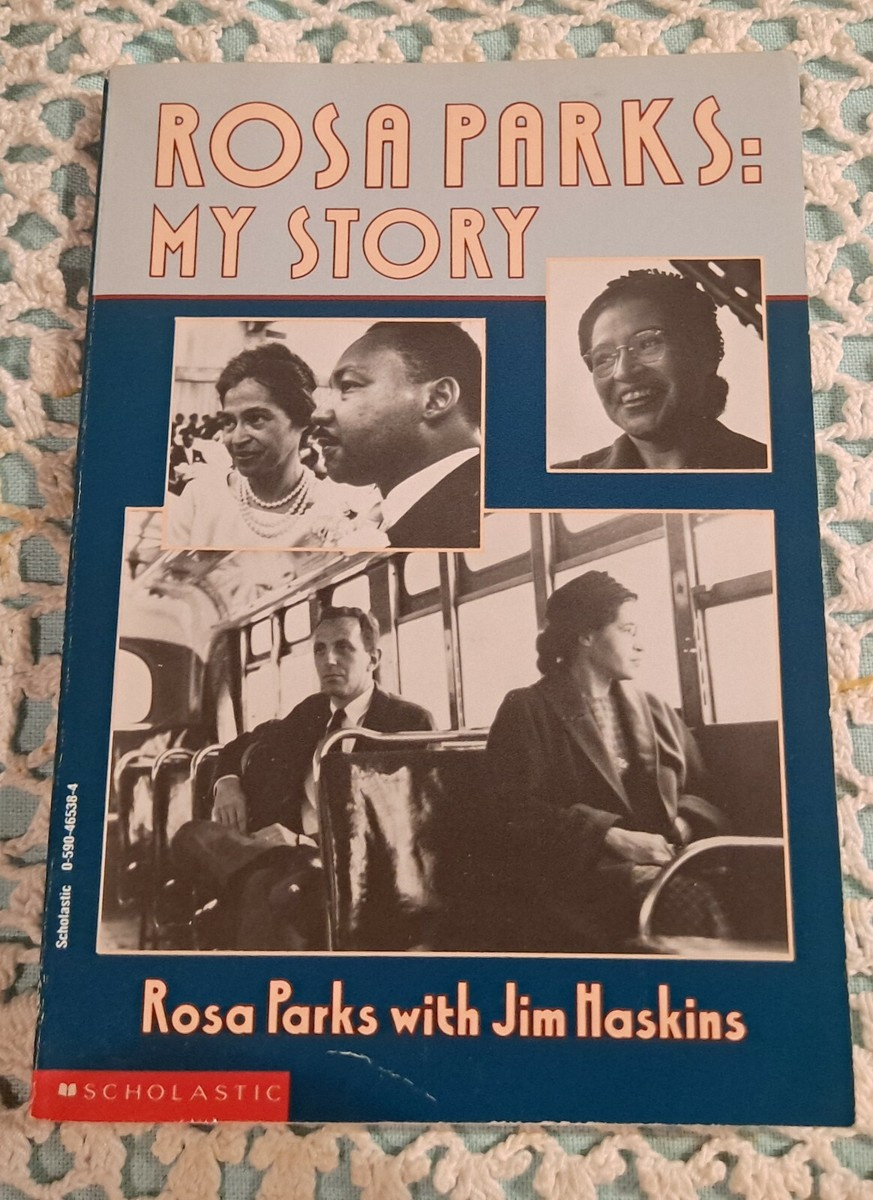 ROSA PARKS:
MY STORY
Scholastic 0-590-46538-4
Rosa Parks with Jim Haskins
SCHOLASTIC